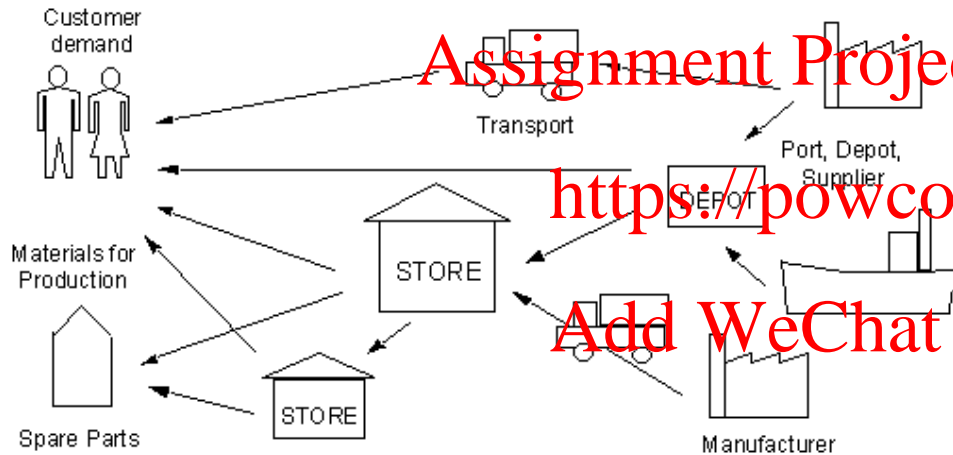 Customer
demand
Assignment Proje
Transport
Port, Depot,
Supplier
https://powco
DEPOT
STORE
Materials for
Production
Add WeChat
STORE
Spare Parts
Manufacturer